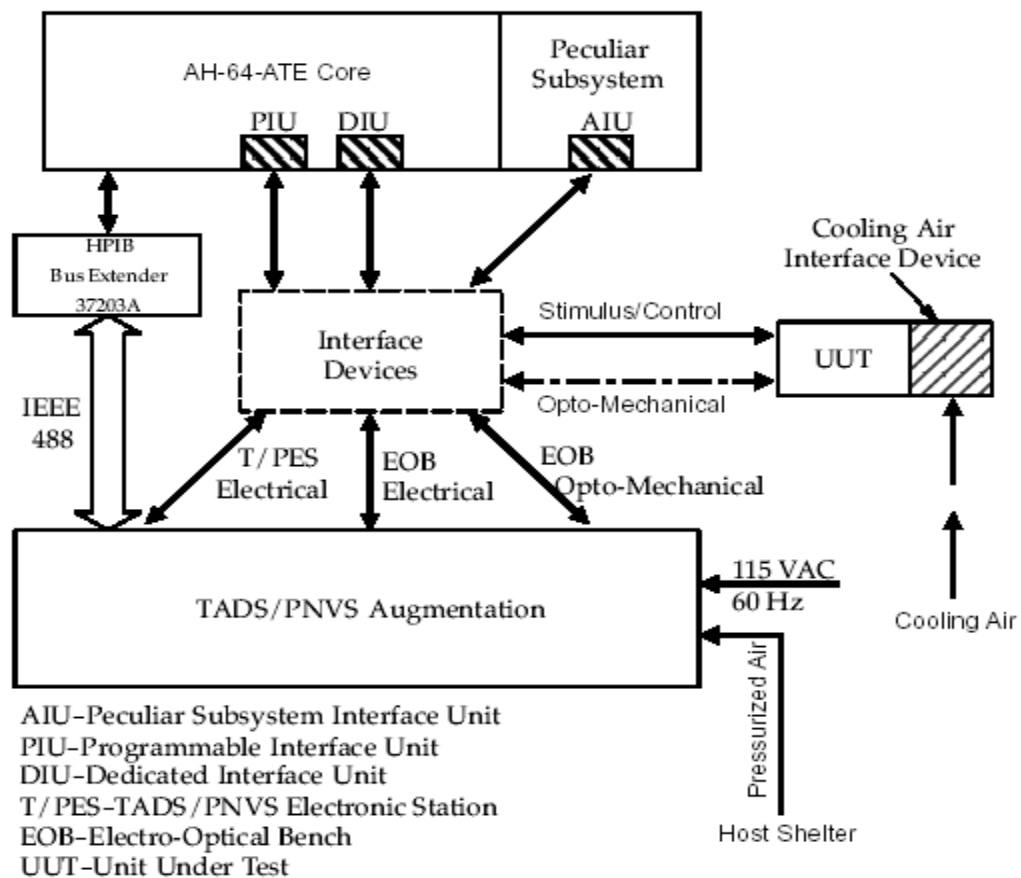 AH-64-ATE Core
Peculiar
Subsystem
PIU
DIU
AIU
HPIB
Bus Extender
37203A
Cooling Air
Interface Device
Interface
Devices
Stimulus/Control
UUT
Opto-Mechanical
IEEE
488
T/PES
Electrical
EOB
Electrical
EOB
Opto-Mechanical
115 VAC
60 Hz
TADS/PNVS Augmentation
Cooling Air
Pressurized Air
Host Shelter
AIU–Peculiar Subsystem Interface Unit
PIU–Programmable Interface Unit
DIU–Dedicated Interface Unit
T/PES–TADS/PNVS Electronic Station
EOB–Electro-Optical Bench
UUT–Unit Under Test